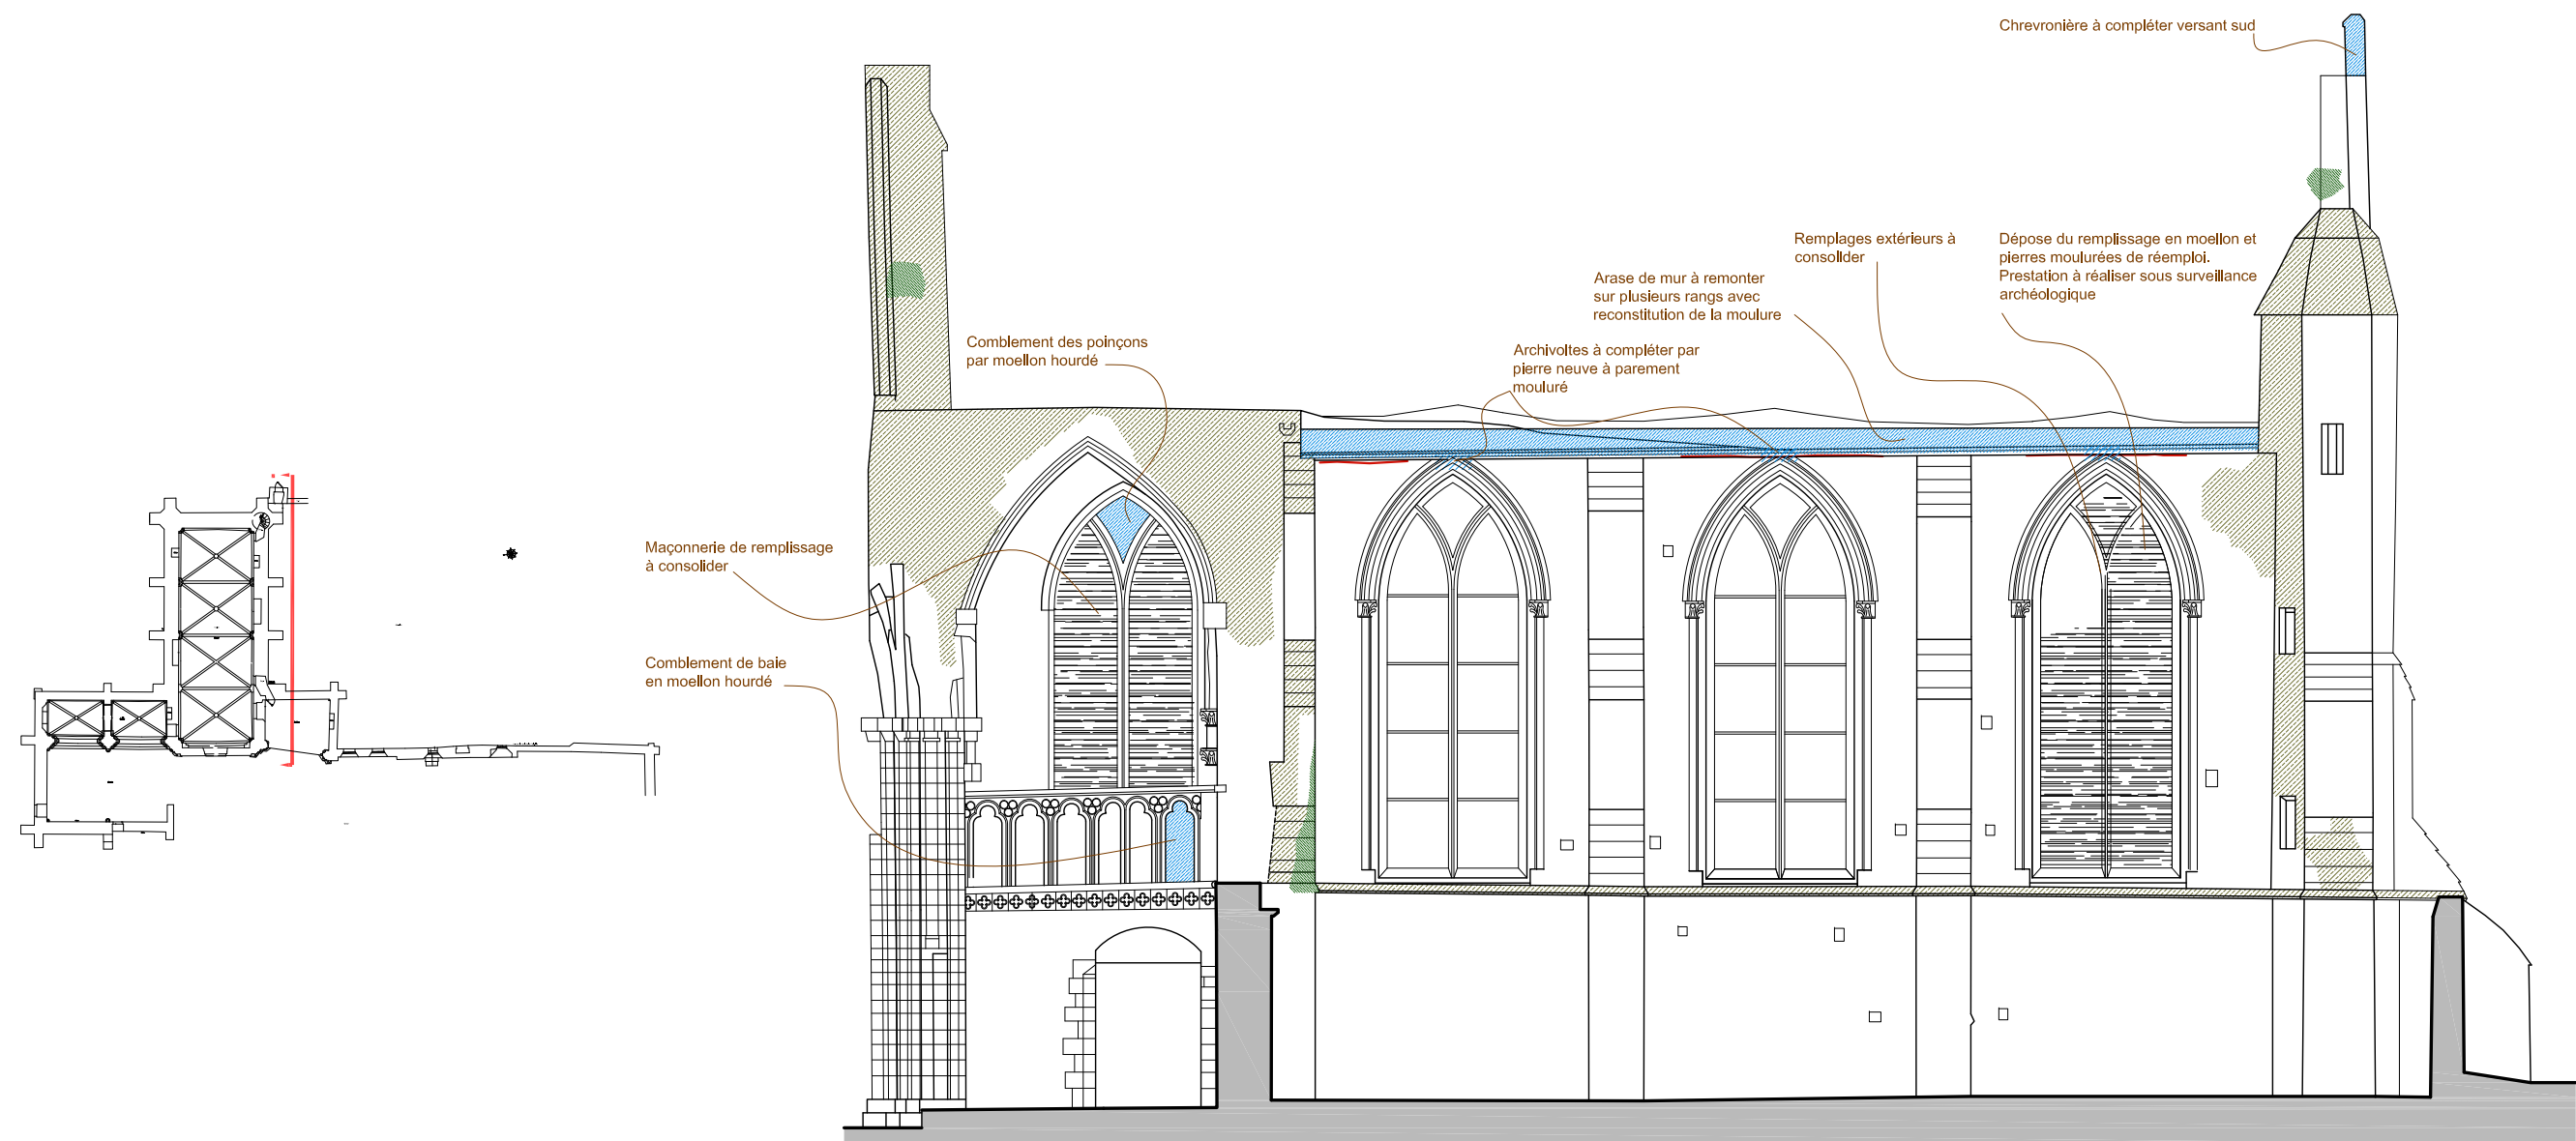 Chrevronière à compléter versant sud
Remplages extérieurs à
consolider
Dépose du remplissage en moellon et
pierres moulurées de réemploi.
Prestation à réaliser sous surveillance
archéologique
Arase de mur à remonter
sur plusieurs rangs avec
reconstitution de la moulure
Comblement des poinçons
par moellon hourdé
Archivoltes à compléter par
pierre neuve à parement
mouluré
Maçonnerie de remplissage
à consolider
Comblement de baie
en moellon hourdé